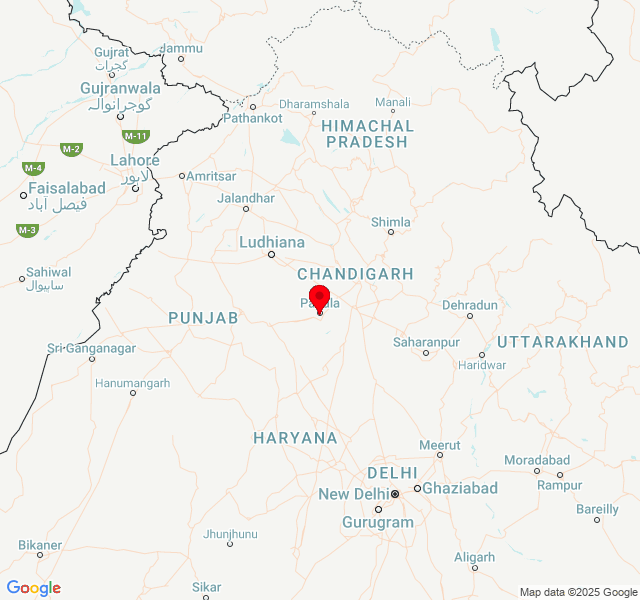 Jammu
Gujrat
گجرات
Gujranwala
گوجرانوالہ
Dharamshala
Manali
Pathankot
HIMACHAL
PRADESH
M-11
M-2
M-4
Lahore
لاہور
Amritsar
Faisalabad
فیصل آباد
Jalandhar
M-3
Shimla
Ludhiana
Sahiwal
ساہیوال
CHANDIGARH
Dehradun
PUNJAB
Saharanpur
UTTARAKHAND
Sri Ganganagar
Haridwar
Hanumangarh
HARYANA
Meerut
DELHI
Moradabad
Rampur
New Delhi
Ghaziabad
Gurugram
Bareilly
Jhunjhunu
Bikaner
Aligarh
Sikar
Google
Map data ©2025 Google